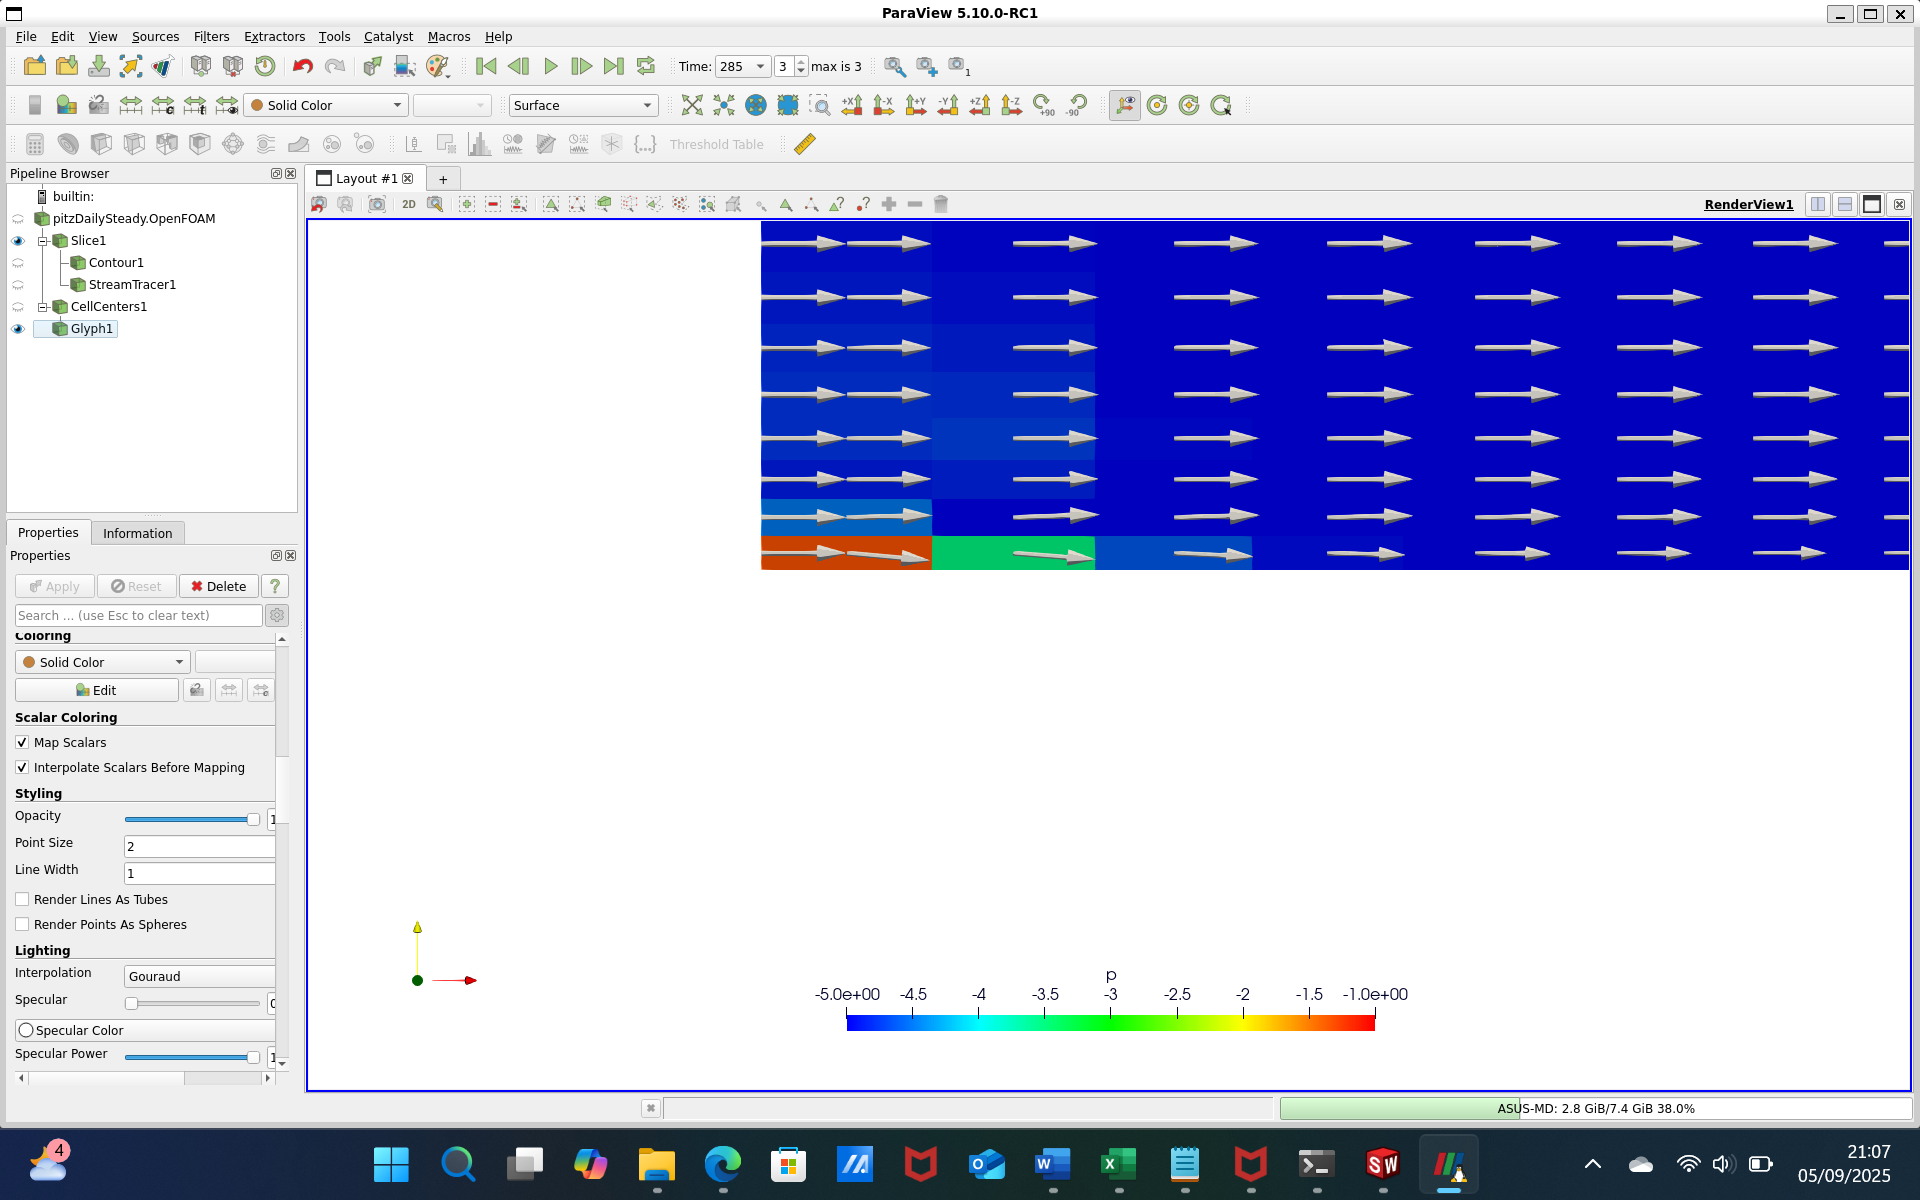 ParaView 5.10.0-RC1
File Edit View Sources Filters Extractors Tools Catalyst Macros Help
Time: 285 3 max is 3 1
Solid Color Surface +X -X +Y -Y +Z -Z +90 -90
Threshold Table
Pipeline Browser
Layout #1 +
builtin:
2D
RenderView1
pitzDailySteady.OpenFOAM
Slice1
Contour1
StreamTracer1
CellCenters1
Glyph1
Properties Information
Properties
Apply Reset Delete ?
Search ... (use Esc to clear text)
Coloring
Solid Color
Edit
Scalar Coloring
Map Scalars
Interpolate Scalars Before Mapping
Styling
Opacity 1
Point Size 2
Line Width 1
Render Lines As Tubes
Render Points As Spheres
Lighting
Interpolation Gouraud
Specular 0
Specular Color
Specular Power 1
p
-5.0e+00 -4.5 -4 -3.5 -3 -2.5 -2 -1.5 -1.0e+00
ASUS-MD: 2.8 GiB/7.4 GiB 38.0%
4
21:07
05/09/2025